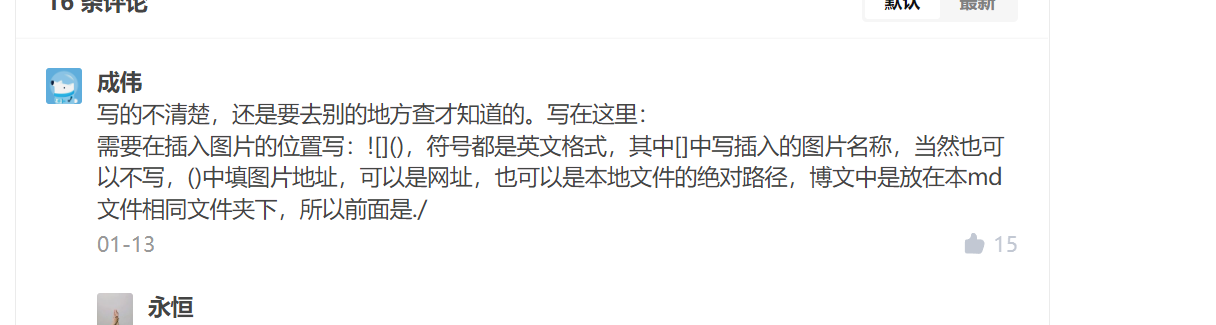 16 条评论
默认 最新
成伟
写的不清楚，还是要去别的地方查才知道的。写在这里：
需要在插入图片的位置写：![]()，符号都是英文格式，其中[]中写插入的图片名称，当然也可
以不写，()中填图片地址，可以是网址，也可以是本地文件的绝对路径，博文中是放在本md
文件相同文件夹下，所以前面是./
01-13 15
永恒